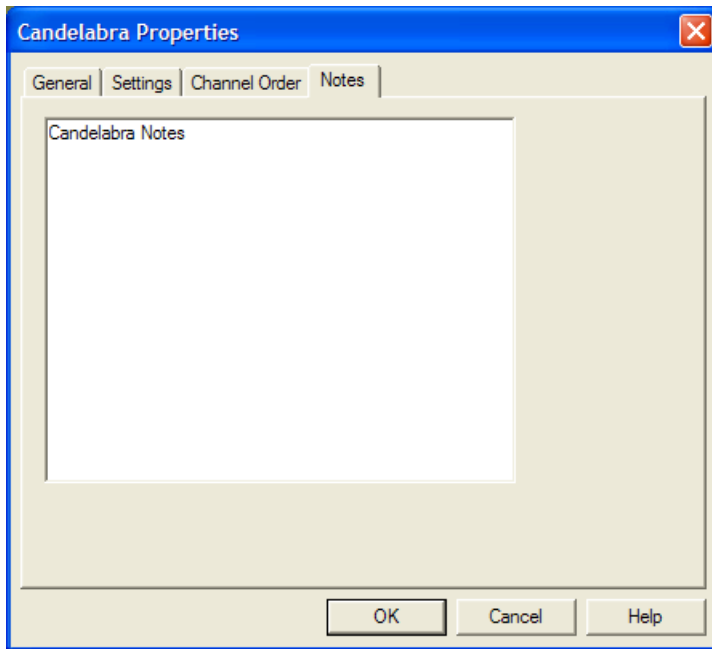 Candelabra Properties
General Settings Channel Order Notes
Candelabra Notes
OK Cancel Help